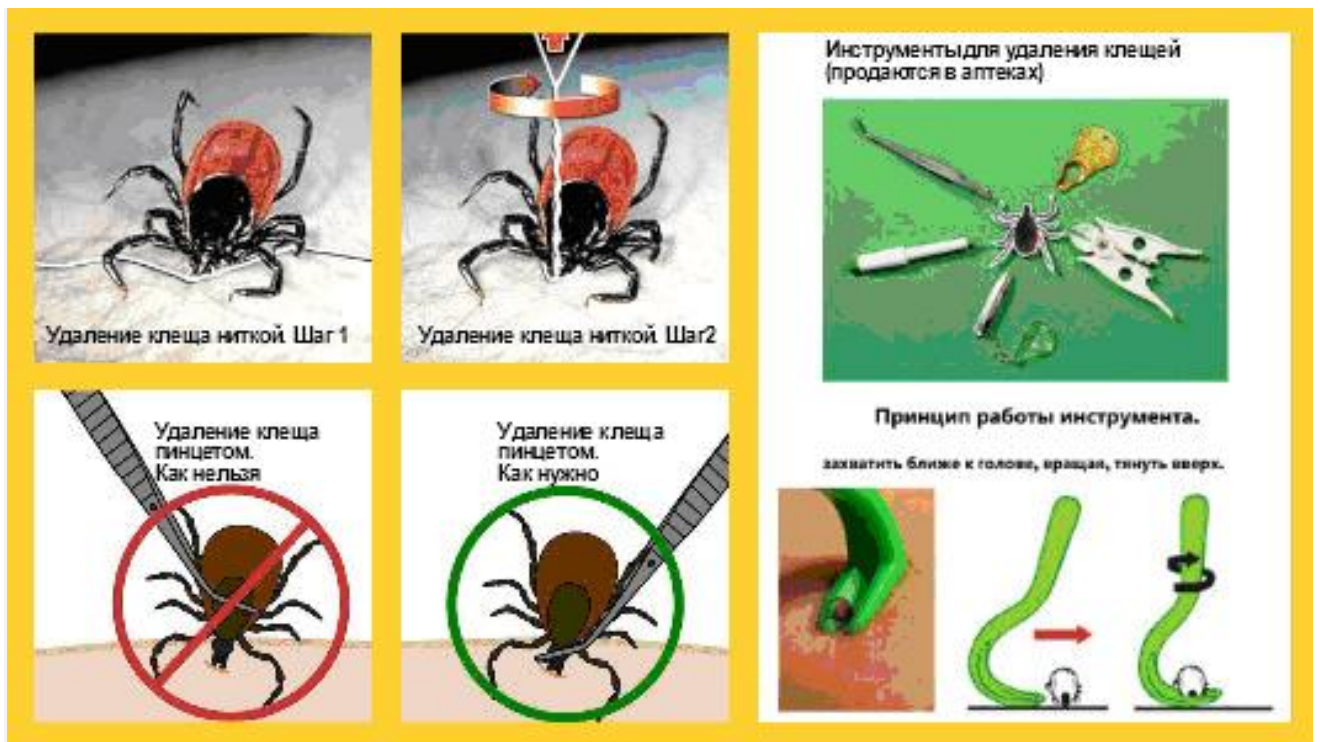 Удаление клеща ниткой. Шаг 1
Удаление клеща ниткой. Шаг2
Удаление клеща
пинцетом.
Как нельзя
Удаление клеща
пинцетом.
Как нужно
Инструменты для удаления клещей
(продаются в аптеках)
Принцип работы инструмента.
захватить ближе к голове, вращая, тянуть вверх.